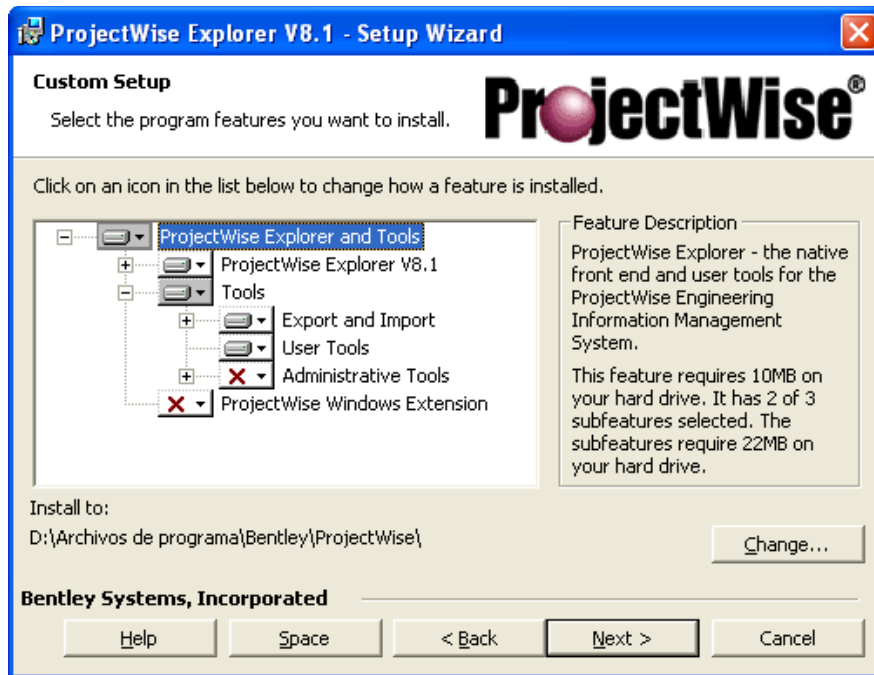 ProjectWise Explorer V8.1 - Setup Wizard
Custom Setup
Select the program features you want to install.
ProjectWise®
Click on an icon in the list below to change how a feature is installed.
ProjectWise Explorer and Tools
ProjectWise Explorer V8.1
Tools
Export and Import
User Tools
Administrative Tools
ProjectWise Windows Extension
Feature Description
ProjectWise Explorer - the native
front end and user tools for the
ProjectWise Engineering
Information Management
System.
This feature requires 10MB on
your hard drive. It has 2 of 3
subfeatures selected. The
subfeatures require 22MB on
your hard drive.
Install to:
D:\Archivos de programa\Bentley\ProjectWise\
Change...
Bentley Systems, Incorporated
Help
Space
< Back
Next >
Cancel